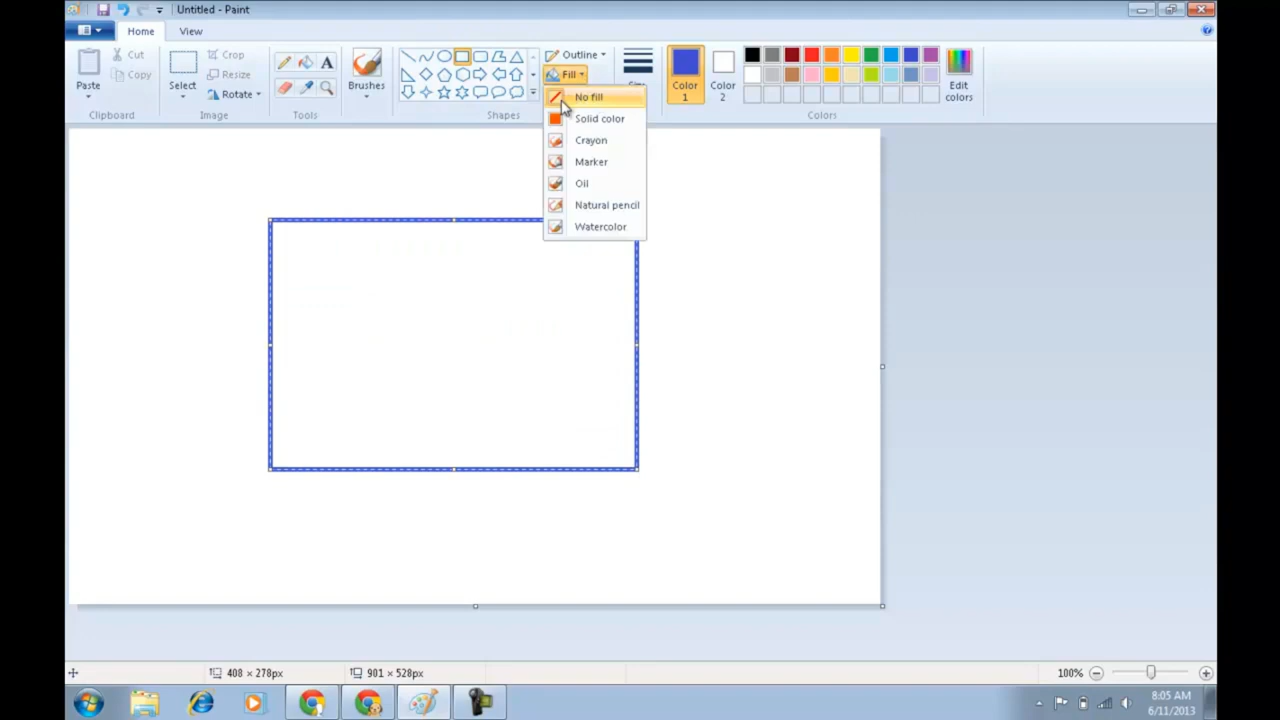 Untitled - Paint
Home View
Paste Cut Copy Clipboard
Select Crop Resize Rotate Image
A Tools
Brushes
Shapes
Outline
Fill
No fill
Solid color
Crayon
Marker
Oil
Natural pencil
Watercolor
Color 1
Color 2
Colors
Edit colors
408 × 278px 901 × 528px 100%
8:05 AM
6/11/2013